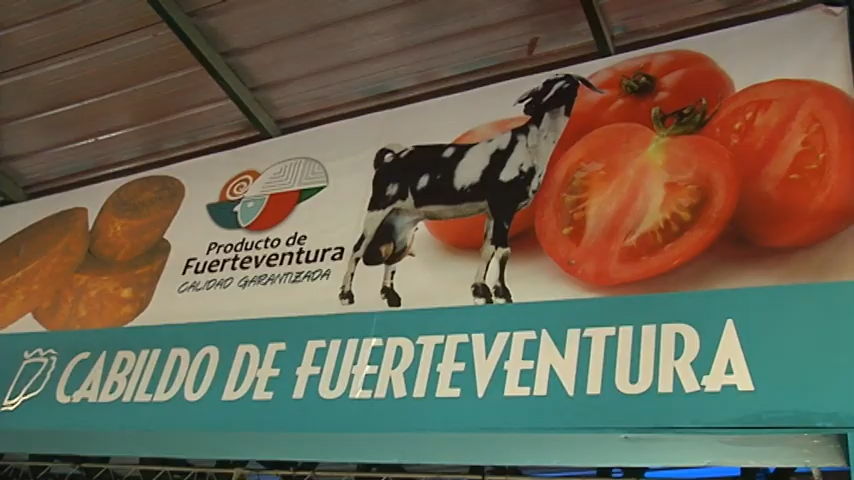 Producto de
Fuerteventura
CALIDAD GARANTIZADA
CABILDO DE FUERTEVENTURA